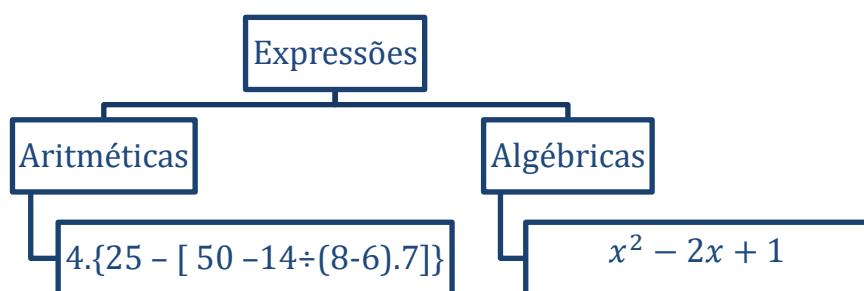 Expressões
Aritméticas
Algébricas
4.{25 – [ 50 –14÷(8-6).7]}
𝑥² − 2𝑥 + 1